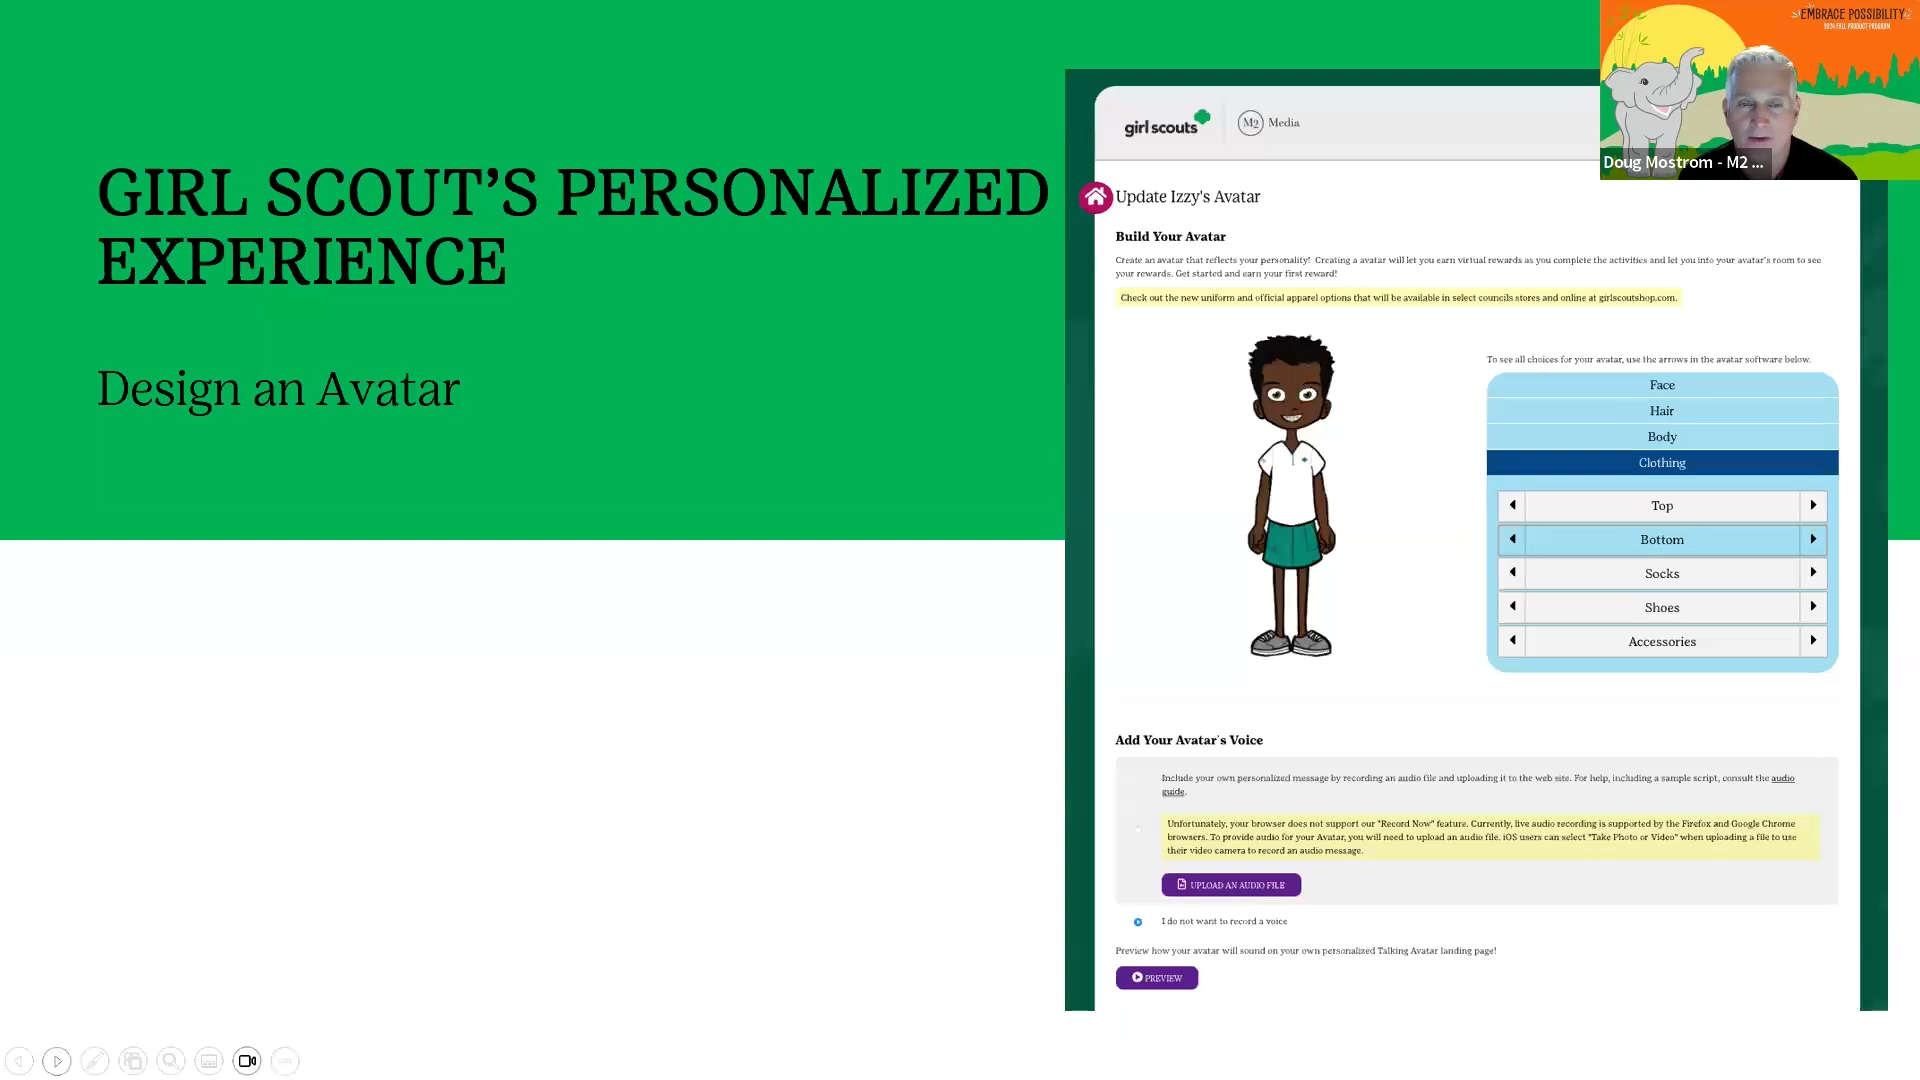 GIRL SCOUT’S PERSONALIZED
EXPERIENCE
Design an Avatar
EMBRACE POSSIBILITY
2024 FALL PRODUCT PROGRAM
Doug Mostrom - M2 ...
girl scouts
M2 Media
Update Izzy's Avatar
Build Your Avatar
Create an avatar that reflects your personality! Creating a avatar will let you earn virtual rewards as you complete the activities and let you into your avatar's room to see
your rewards. Get started and earn your first reward!
Check out the new uniform and official apparel options that will be available in select councils stores and online at girlscoutshop.com.
To see all choices for your avatar, use the arrows in the avatar software below.
Face
Hair
Body
Clothing
Top
Bottom
Socks
Shoes
Accessories
Add Your Avatar's Voice
Include your own personalized message by recording an audio file and uploading it to the web site. For help, including a sample script, consult the audio
guide.
Unfortunately, your browser does not support our "Record Now" feature. Currently, live audio recording is supported by the Firefox and Google Chrome
browsers. To provide audio for your Avatar, you will need to upload an audio file. iOS users can select "Take Photo or Video" when uploading a file to use
their video camera to record an audio message.
UPLOAD AN AUDIO FILE
I do not want to record a voice
Preview how your avatar will sound on your own personalized Talking Avatar landing page!
PREVIEW